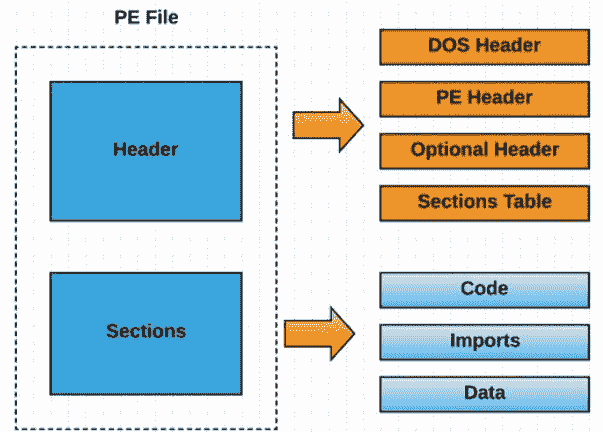 PE File
Header
Sections
DOS Header
PE Header
Optional Header
Sections Table
Code
Imports
Data